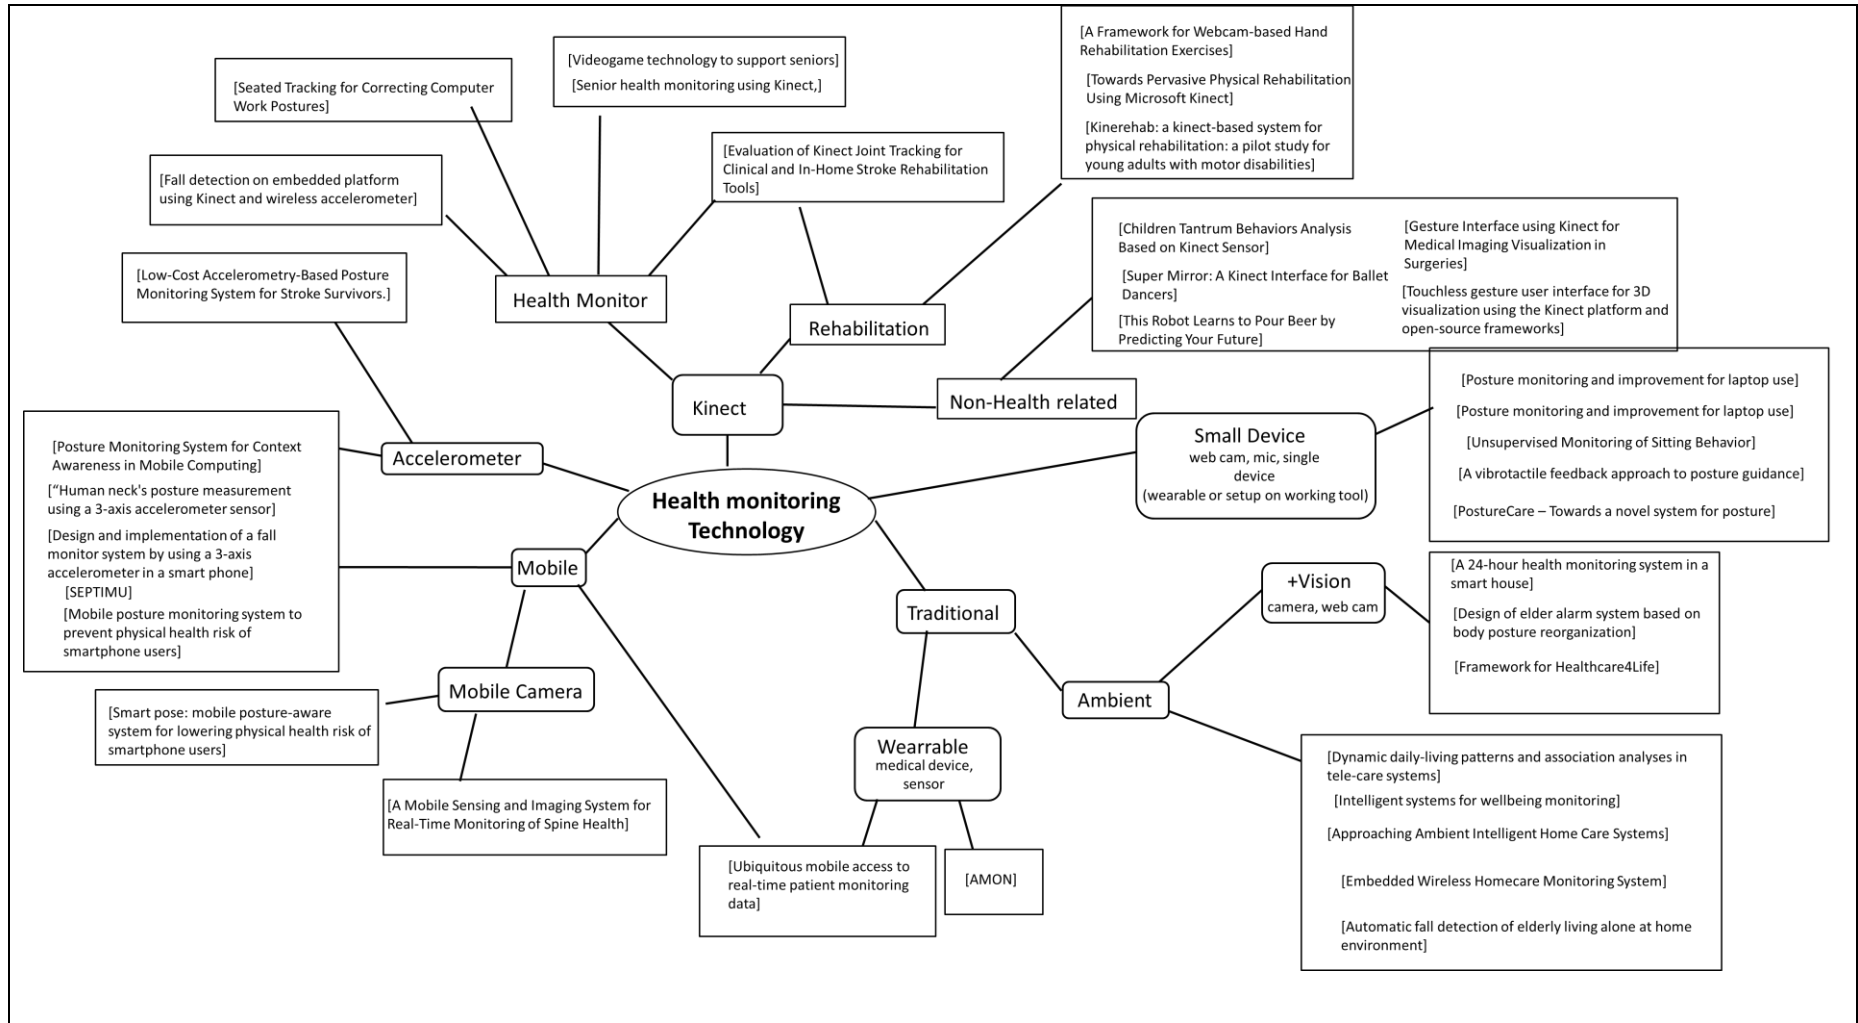 [A Framework for Webcam-based Hand
Rehabilitation Exercises]
[Towards Pervasive Physical Rehabilitation
Using Microsoft Kinect]
[Kinerehab: a kinect-based system for
physical rehabilitation: a pilot study for
young adults with motor disabilities]
[Videogame technology to support seniors]
[Senior health monitoring using Kinect,]
[Seated Tracking for Correcting Computer
Work Postures]
[Evaluation of Kinect Joint Tracking for
Clinical and In-Home Stroke Rehabilitation
Tools]
[Fall detection on embedded platform
using Kinect and wireless accelerometer]
[Children Tantrum Behaviors Analysis
Based on Kinect Sensor]
[Super Mirror: A Kinect Interface for Ballet
Dancers]
[This Robot Learns to Pour Beer by
Predicting Your Future]
[Gesture Interface using Kinect for
Medical Imaging Visualization in
Surgeries]
[Touchless gesture user interface for 3D
visualization using the Kinect platform and
open-source frameworks]
[Low-Cost Accelerometry-Based Posture
Monitoring System for Stroke Survivors.]
Health Monitor
Rehabilitation
Kinect
Non-Health related
[Posture monitoring and improvement for laptop use]
[Posture monitoring and improvement for laptop use]
[Unsupervised Monitoring of Sitting Behavior]
[A vibrotactile feedback approach to posture guidance]
[PostureCare – Towards a novel system for posture]
Small Device
web cam, mic, single
device
(wearable or setup on working tool)
Accelerometer
[Posture Monitoring System for Context
Awareness in Mobile Computing]
[“Human neck's posture measurement
using a 3-axis accelerometer sensor]
[Design and implementation of a fall
monitor system by using a 3-axis
accelerometer in a smart phone]
[SEPTIMU]
[Mobile posture monitoring system to
prevent physical health risk of
smartphone users]
Health monitoring
Technology
Mobile
Traditional
+Vision
camera, web cam
[A 24-hour health monitoring system in a
smart house]
[Design of elder alarm system based on
body posture reorganization]
[Framework for Healthcare4Life]
Mobile Camera
Ambient
[Smart pose: mobile posture-aware
system for lowering physical health risk of
smartphone users]
Wearrable
medical device,
sensor
[Dynamic daily-living patterns and association analyses in
tele-care systems]
[Intelligent systems for wellbeing monitoring]
[Approaching Ambient Intelligent Home Care Systems]
[Embedded Wireless Homecare Monitoring System]
[Automatic fall detection of elderly living alone at home
environment]
[A Mobile Sensing and Imaging System for
Real-Time Monitoring of Spine Health]
[Ubiquitous mobile access to
real-time patient monitoring
data]
[AMON]